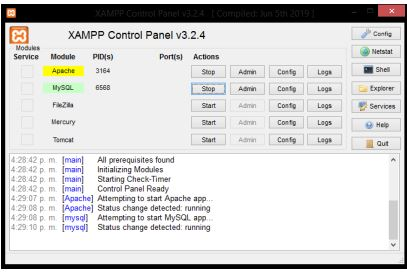 XAMPP Control Panel v3.2.4 [ Compiled: Jun 5th 2019 ]
XAMPP Control Panel v3.2.4
Config
Netstat
Shell
Explorer
Services
Help
Quit
Modules
Service Module PID(s) Port(s) Actions
Apache 3164 Stop Admin Config Logs
MySQL 6568 Stop Admin Config Logs
FileZilla Start Admin Config Logs
Mercury Start Admin Config Logs
Tomcat Start Admin Config Logs
4:28:42 p. m. [main] All prerequisites found
4:28:42 p. m. [main] Initializing Modules
4:28:42 p. m. [main] Starting Check-Timer
4:28:42 p. m. [main] Control Panel Ready
4:29:07 p. m. [Apache] Attempting to start Apache app...
4:29:08 p. m. [Apache] Status change detected: running
4:29:08 p. m. [mysql] Attempting to start MySQL app...
4:29:10 p. m. [mysql] Status change detected: running